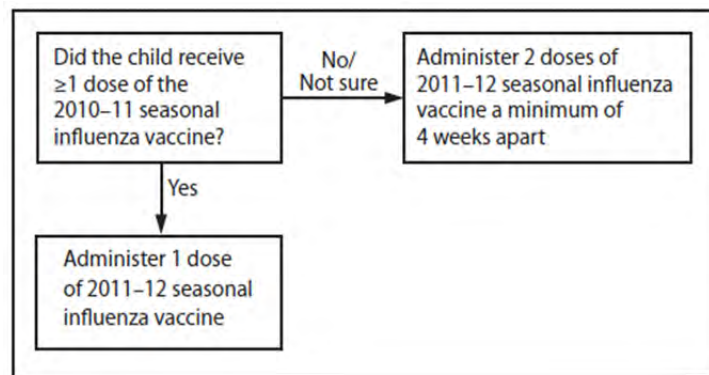 Did the child receive
≥1 dose of the
2010–11 seasonal
influenza vaccine?
No/
Not sure
Administer 2 doses of
2011–12 seasonal influenza
vaccine a minimum of
4 weeks apart
Yes
Administer 1 dose
of 2011–12 seasonal
influenza vaccine